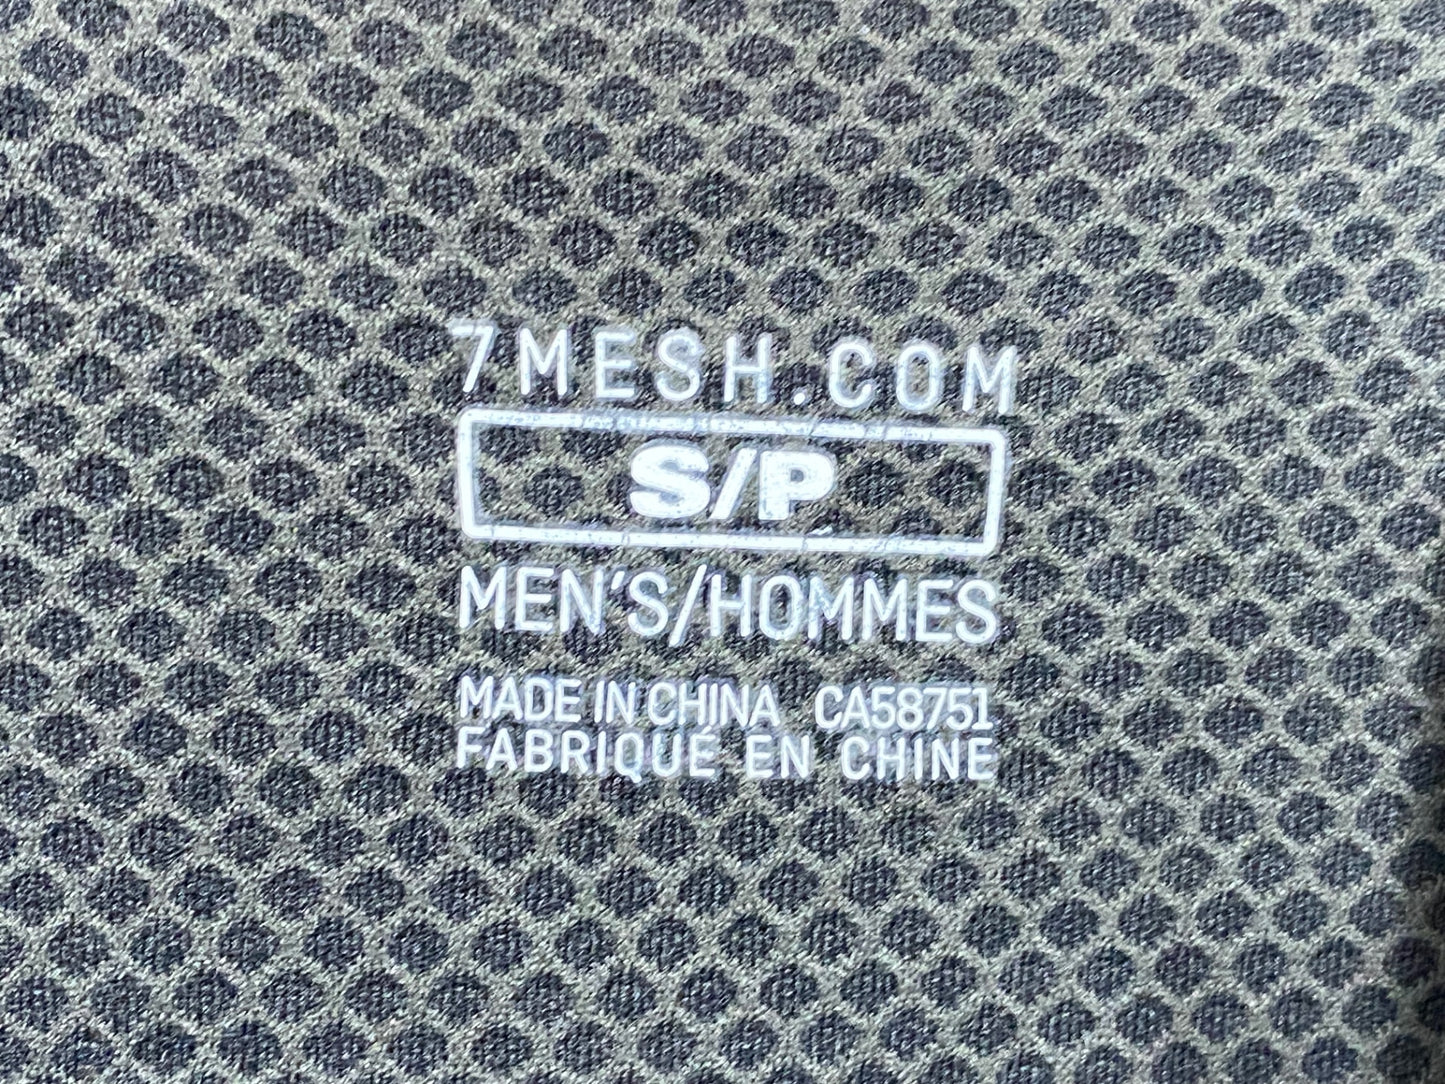 7MESH.COM
S/P
MEN'S/HOMMES
MADE IN CHINA CA58751
FABRIQUÉ EN CHINE